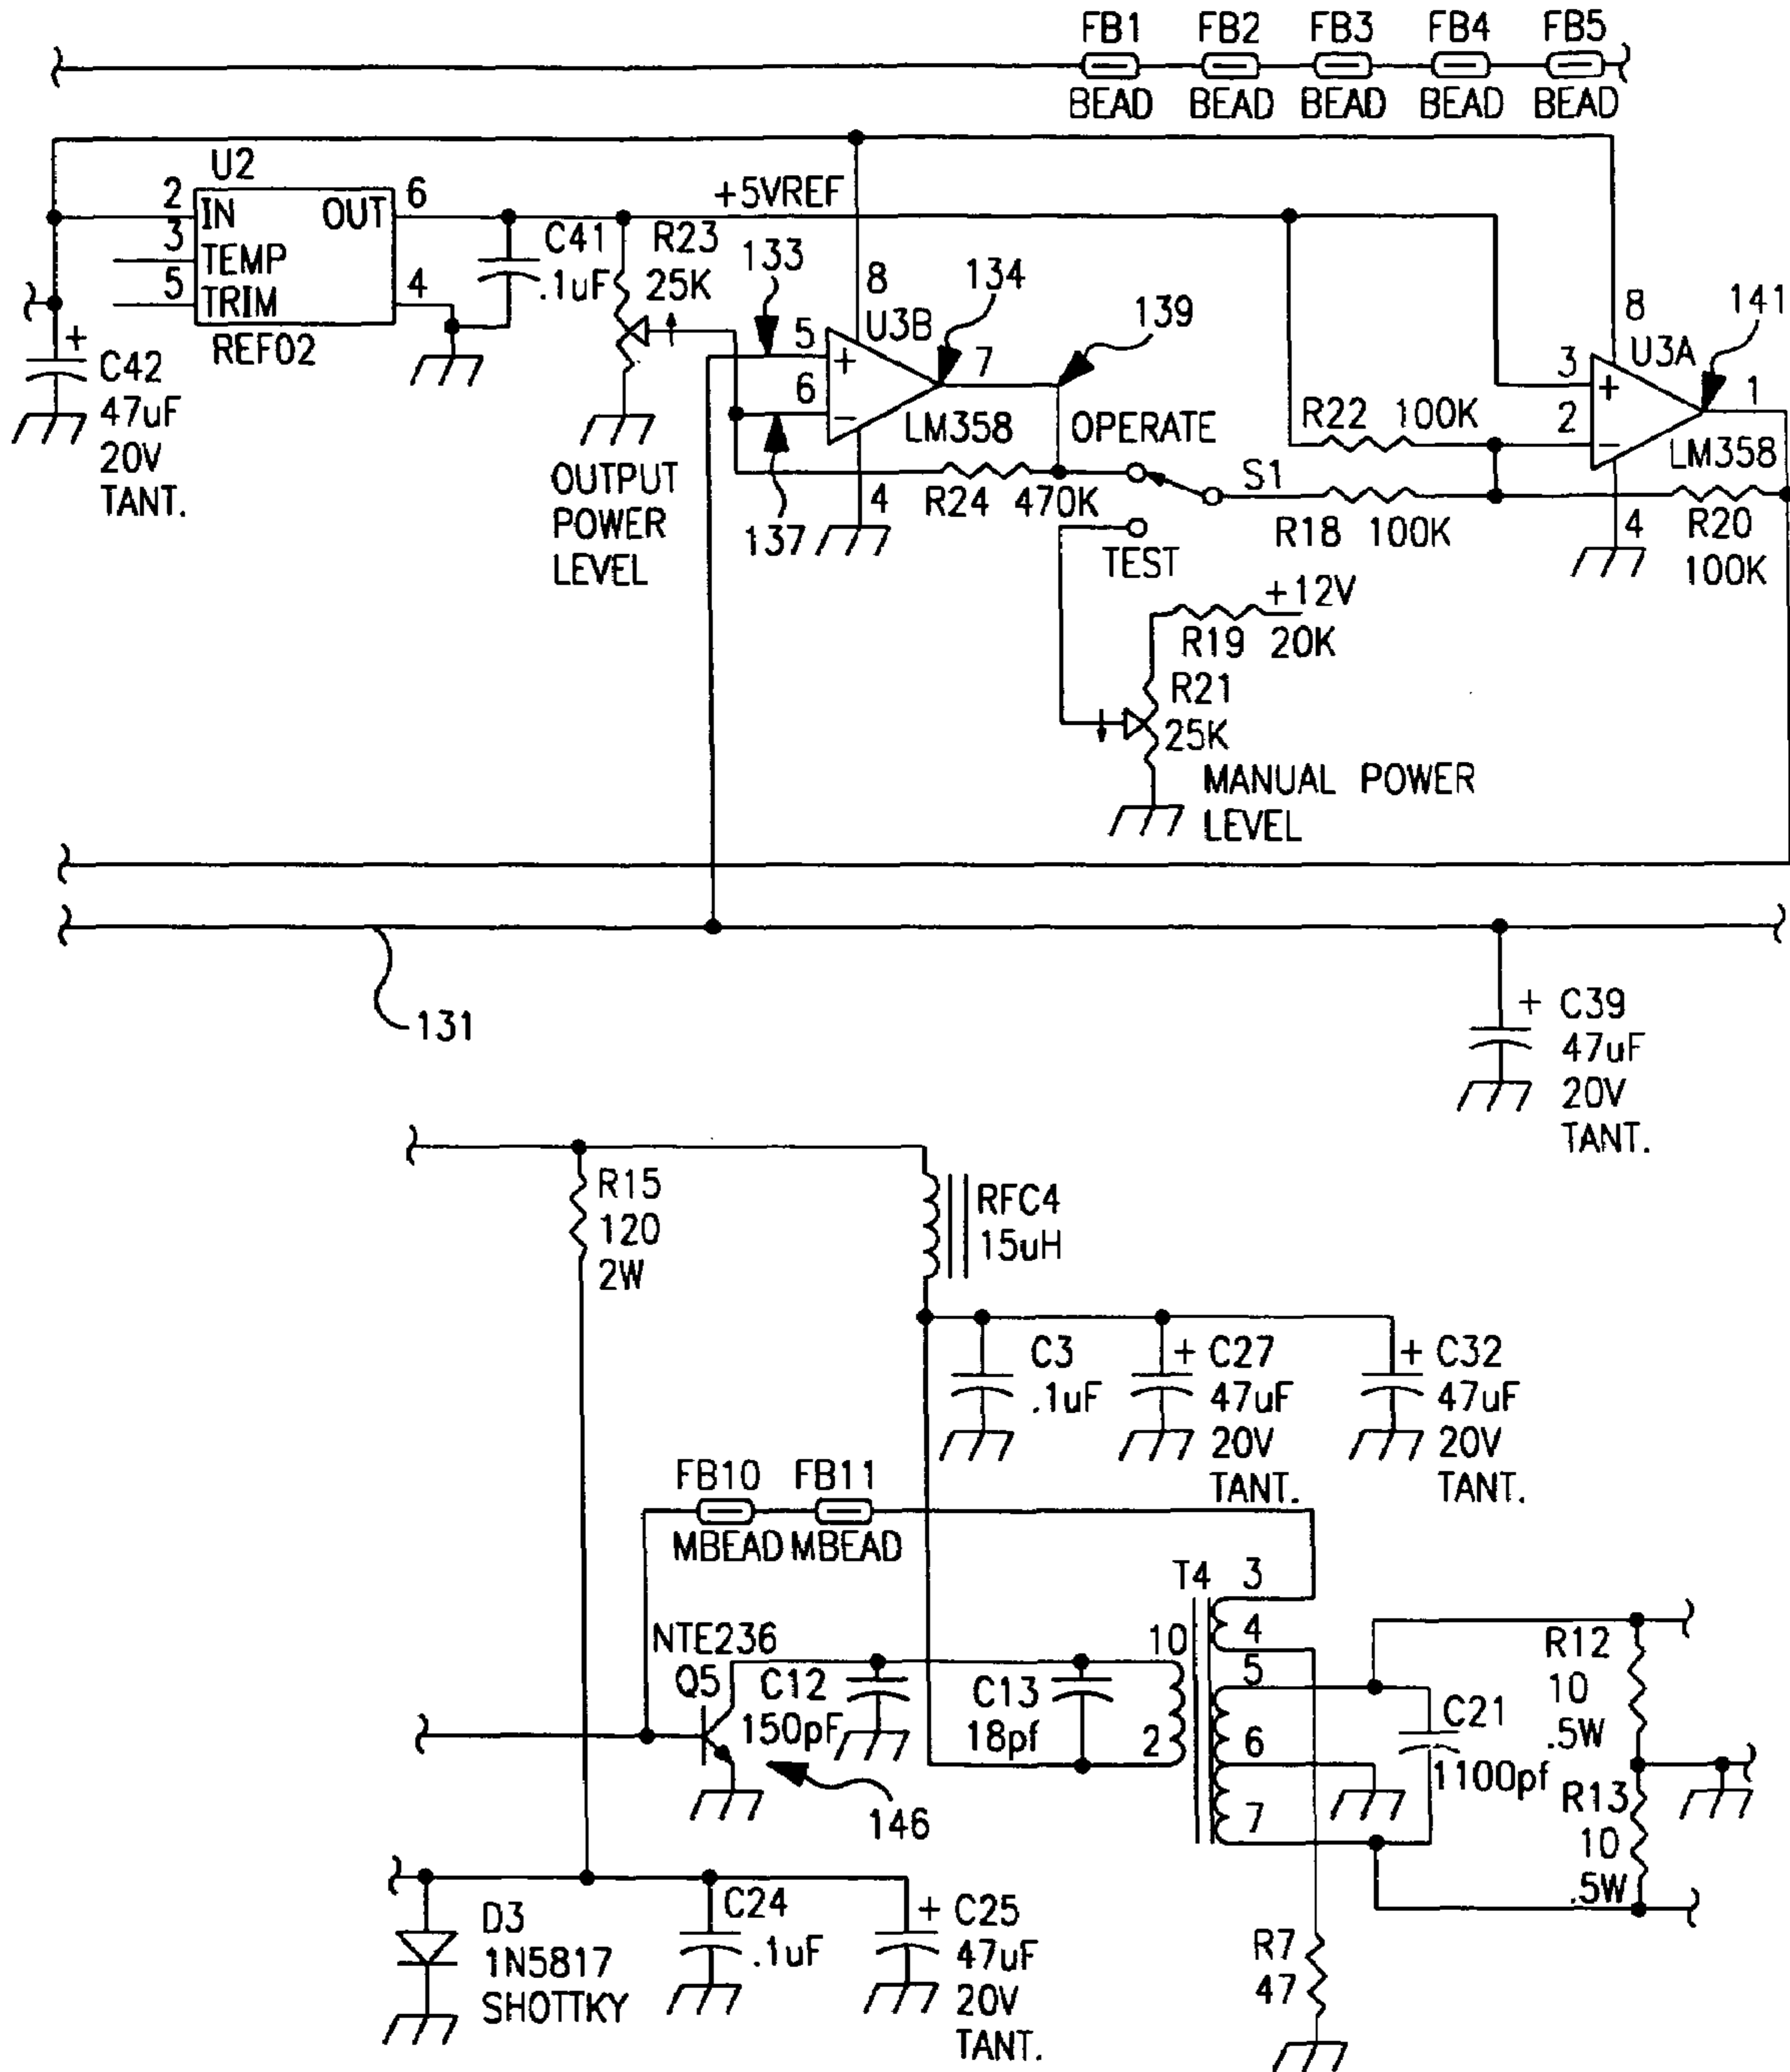 FB1 FB2 FB3 FB4 FB5
BEAD BEAD BEAD BEAD BEAD
U2
2 IN OUT 6
3 TEMP
5 TRIM 4
REF02
+
C42
47uF
20V
TANT.
C41
.1uF
R23
25K
+5VREF
OUTPUT
POWER
LEVEL
133
137
5 +
6 −
8
U3B
7
4
LM358
134
139
R24 470K
OPERATE
S1
TEST
R22 100K
R18 100K
3 +
2 −
8
U3A
1
4
LM358
141
R20
100K
+12V
R19 20K
R21
25K
MANUAL POWER
LEVEL
131
+ C39
47uF
20V
TANT.
R15
120
2W
RFC4
15uH
C3
.1uF
+ C27
47uF
20V
TANT.
+ C32
47uF
20V
TANT.
FB10 FB11
MBEAD MBEAD
NTE236
Q5
C12
150pF
C13
18pf
146
T4
10
2
3
4
5
6
7
C21
1100pf
R12
10
.5W
R13
10
.5W
D3
1N5817
SHOTTKY
C24
.1uF
+ C25
47uF
20V
TANT.
R7
47